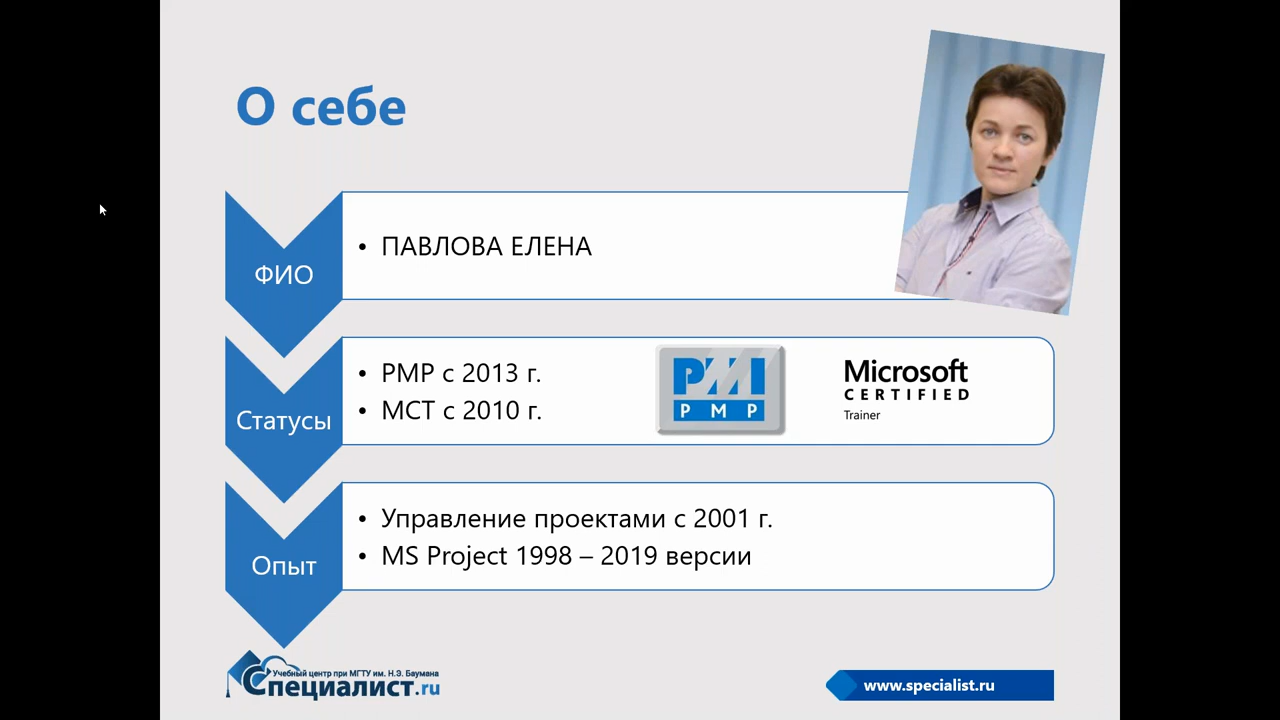 О себе
ФИО
• ПАВЛОВА ЕЛЕНА
Статусы
• PMP с 2013 г.
• МСТ с 2010 г.
PMI
PMP
Microsoft
CERTIFIED
Trainer
Опыт
• Управление проектами с 2001 г.
• MS Project 1998 – 2019 версии
Учебный центр при МГТУ им. Н.Э. Баумана
Специалист.ru
www.specialist.ru